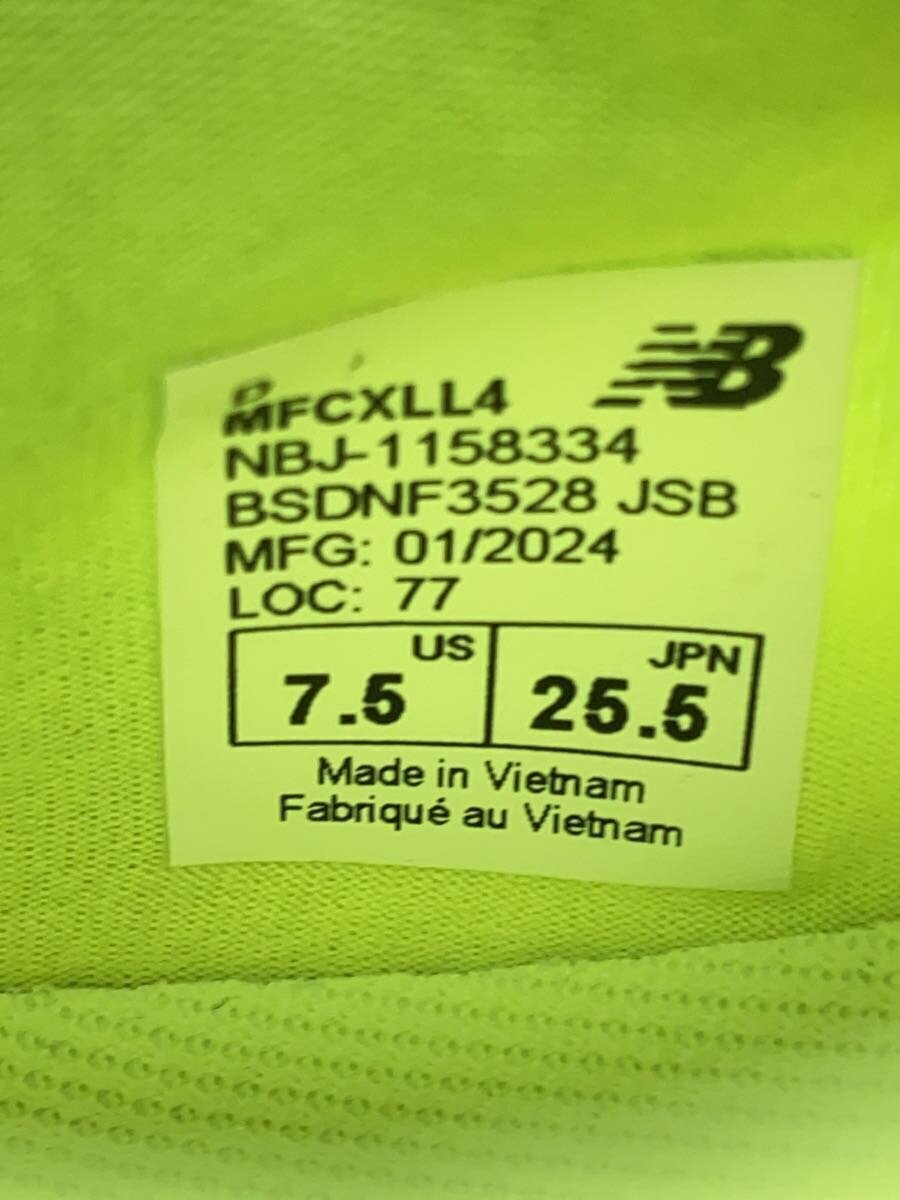 D
MFCXLL4
NB
NBJ-1158334
BSDNF3528 JSB
MFG: 01/2024
LOC: 77
US
7.5
JPN
25.5
Made in Vietnam
Fabriqué au Vietnam